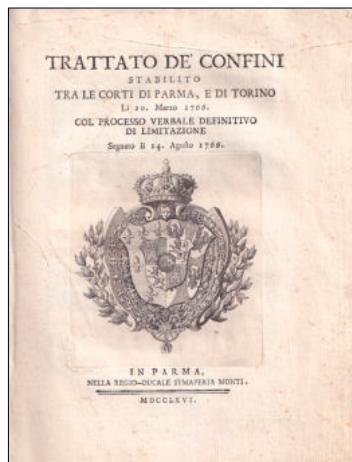 TRATTATO DE' CONFINI
STABILITO
TRA LE CORTI DI PARMA, E DI TORINO
Li 10. Marzo 1766.
COL PROCESSO VERBALE DEFINITIVO
DI LIMITAZIONE
Segnato li 14. Agosto 1766.
IN PARMA,
NELLA REGIO-DUCALE STAMPERIA MONTI.
MDCCLXVI.